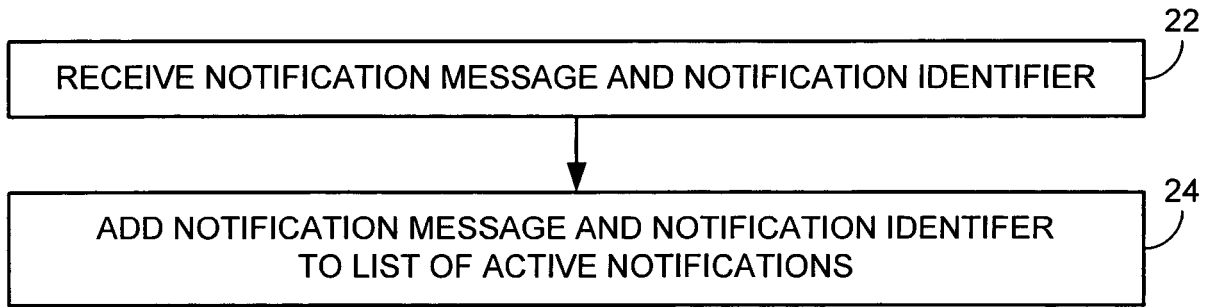 22
RECEIVE NOTIFICATION MESSAGE AND NOTIFICATION IDENTIFIER
24
ADD NOTIFICATION MESSAGE AND NOTIFICATION IDENTIFER
TO LIST OF ACTIVE NOTIFICATIONS